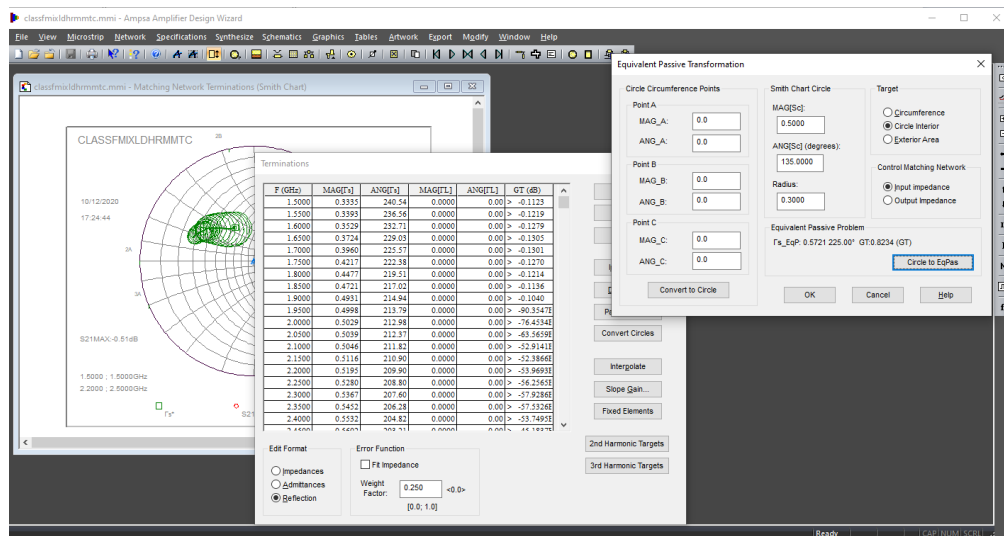 classfmixldhrmmtc.mmi - Ampsa Amplifier Design Wizard
File View Microstrip Network Specifications Synthesize Schematics Graphics Tables Artwork Export Modify Window Help
classfmixldhrmmtc.mmi - Matching Network Terminations (Smith Chart)
CLASSFMIXLDHRMMTC
2B
10/12/2020
17:24:44
2A
3A
S21MAX-0.51dB
1.5000 ; 1.5000GHz
2.2000 ; 2.5000GHz
Γs*
S21
Terminations
F (GHz) MAG[Γs] ANG[Γs] MAG[ΓL] ANG[ΓL] GT (dB)
1.5000 0.3335 240.54 0.0000 0.00 > -0.1123
1.5500 0.3393 236.56 0.0000 0.00 > -0.1219
1.6000 0.3529 232.71 0.0000 0.00 > -0.1279
1.6500 0.3724 229.03 0.0000 0.00 > -0.1305
1.7000 0.3960 225.57 0.0000 0.00 > -0.1301
1.7500 0.4217 222.38 0.0000 0.00 > -0.1270
1.8000 0.4477 219.51 0.0000 0.00 > -0.1214
1.8500 0.4721 217.02 0.0000 0.00 > -0.1136
1.9000 0.4931 214.94 0.0000 0.00 > -0.1040
1.9500 0.4998 213.79 0.0000 0.00 > -90.3547E
2.0000 0.5029 212.98 0.0000 0.00 > -76.4534E
2.0500 0.5039 212.37 0.0000 0.00 > -63.5659E
2.1000 0.5046 211.82 0.0000 0.00 > -52.9141E
2.1500 0.5116 210.90 0.0000 0.00 > -52.3866E
2.2000 0.5195 209.90 0.0000 0.00 > -53.9693E
2.2500 0.5280 208.80 0.0000 0.00 > -56.2565E
2.3000 0.5367 207.60 0.0000 0.00 > -57.9286E
2.3500 0.5452 206.28 0.0000 0.00 > -57.5326E
2.4000 0.5532 204.82 0.0000 0.00 > -53.7495E
Convert Circles
Interpolate
Slope Gain...
Fixed Elements
2nd Harmonic Targets
3rd Harmonic Targets
Edit Format
Impedances
Admittances
Reflection
Error Function
Fit Impedance
Weight Factor: 0.250 <0.0>
[0.0; 1.0]
Equivalent Passive Transformation
Circle Circumference Points
Point A
MAG_A: 0.0
ANG_A: 0.0
Point B
MAG_B: 0.0
ANG_B: 0.0
Point C
MAG_C: 0.0
ANG_C: 0.0
Convert to Circle
Smith Chart Circle
MAG[Sc]:
0.5000
ANG[Sc] (degrees):
135.0000
Radius:
0.3000
Target
Circumference
Circle Interior
Exterior Area
Control Matching Network
Input impedance
Output Impedance
Equivalent Passive Problem
Γs_EqP: 0.5721 225.00° GT:0.8234 (GT)
Circle to EqPas
OK Cancel Help
Ready CAP NUM SCRL